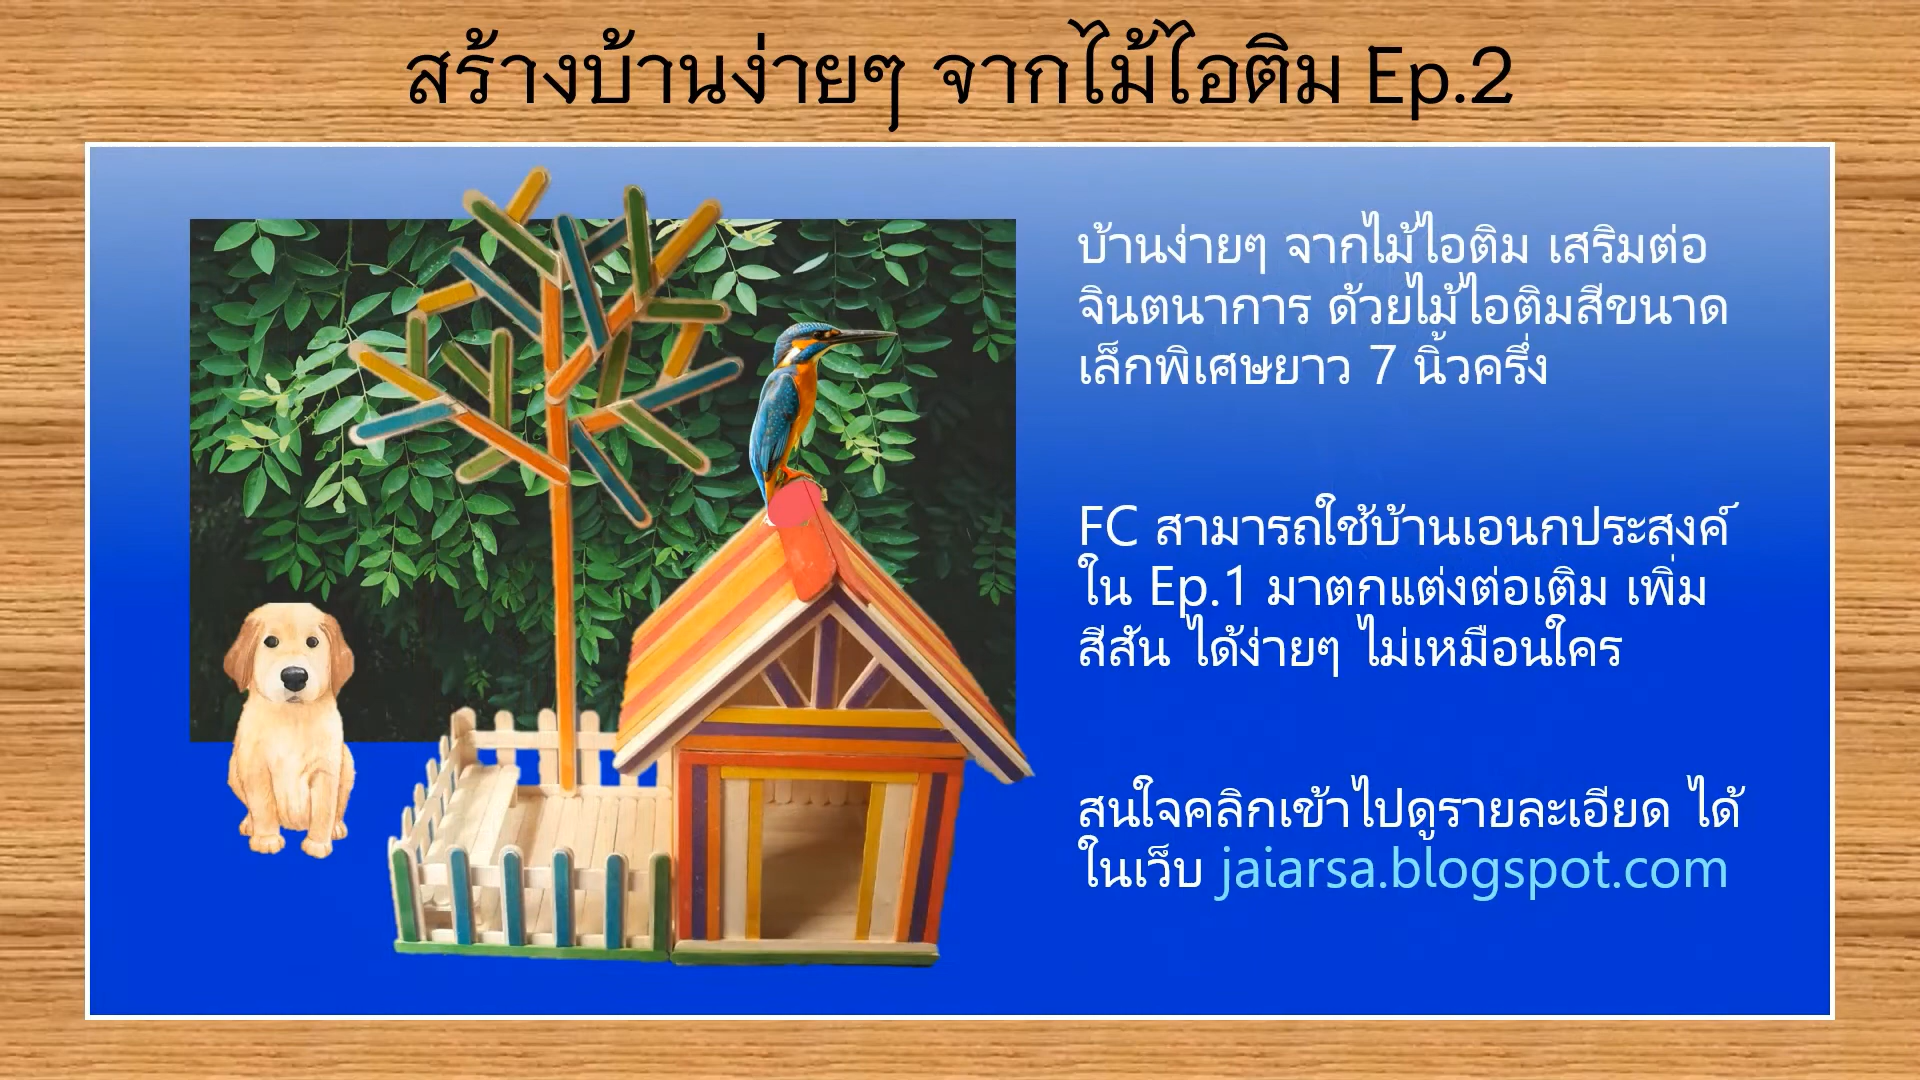 สร้างบ้านง่ายๆ จากไม้ไอติม Ep.2
บ้านง่ายๆ จากไม้ไอติม เสริมต่อ
จินตนาการ ด้วยไม้ไอติมสีขนาด
เล็กพิเศษยาว 7 นิ้วครึ่ง
FC สามารถใช้บ้านเอนกประสงค์
ใน Ep.1 มาตกแต่งต่อเติม เพิ่ม
สีสัน ได้ง่ายๆ ไม่เหมือนใคร
สนใจคลิกเข้าไปดูรายละเอียด ได้
ในเว็บ jaiarsa.blogspot.com